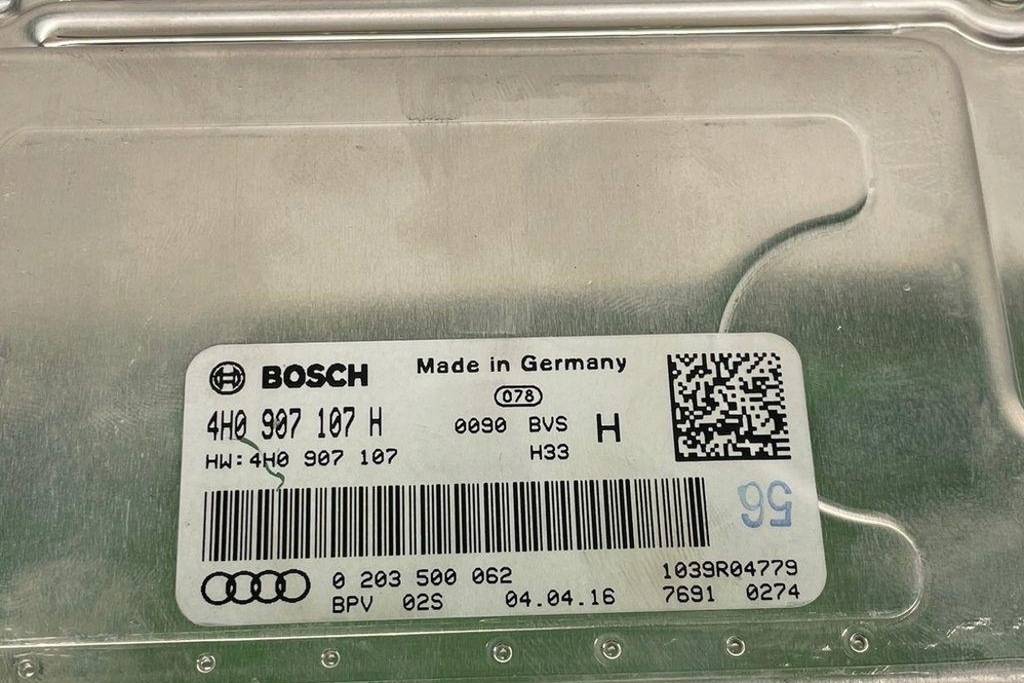 BOSCH
Made in Germany
078
4H0 907 107 H
0090 BVS H
HW:4H0 907 107
H33
56
0 203 500 062
1039R04779
BPV 02S 04.04.16 7691 0274